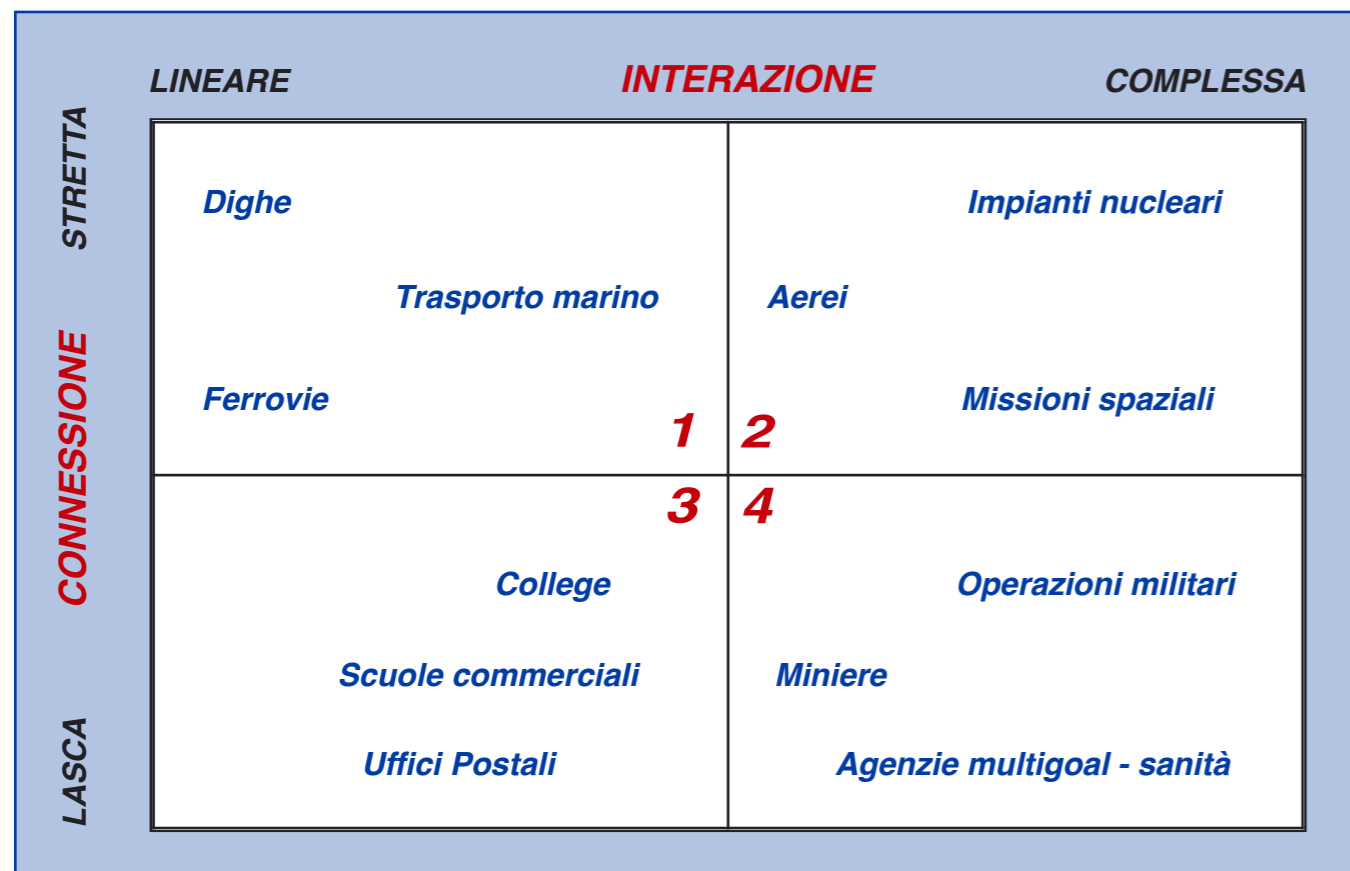 LINEARE INTERAZIONE COMPLESSA
STRETTA
CONNESSIONE
LASCA
Dighe
Trasporto marino
Ferrovie
1
Impianti nucleari
Aerei
Missioni spaziali
2
3
College
Scuole commerciali
Uffici Postali
4
Operazioni militari
Miniere
Agenzie multigoal - sanità